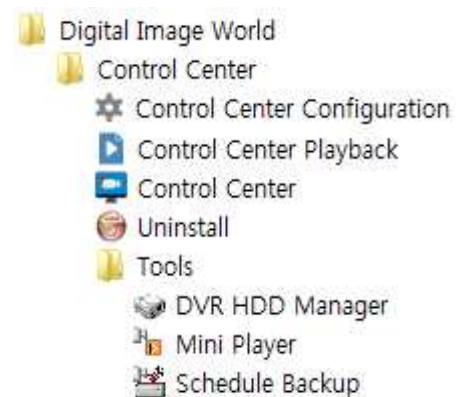 Digital Image World
Control Center
Control Center Configuration
Control Center Playback
Control Center
Uninstall
Tools
DVR HDD Manager
Mini Player
Schedule Backup